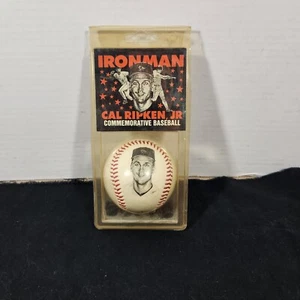 IRONMAN
CAL RIPKEN, JR
COMMEMORATIVE BASEBALL